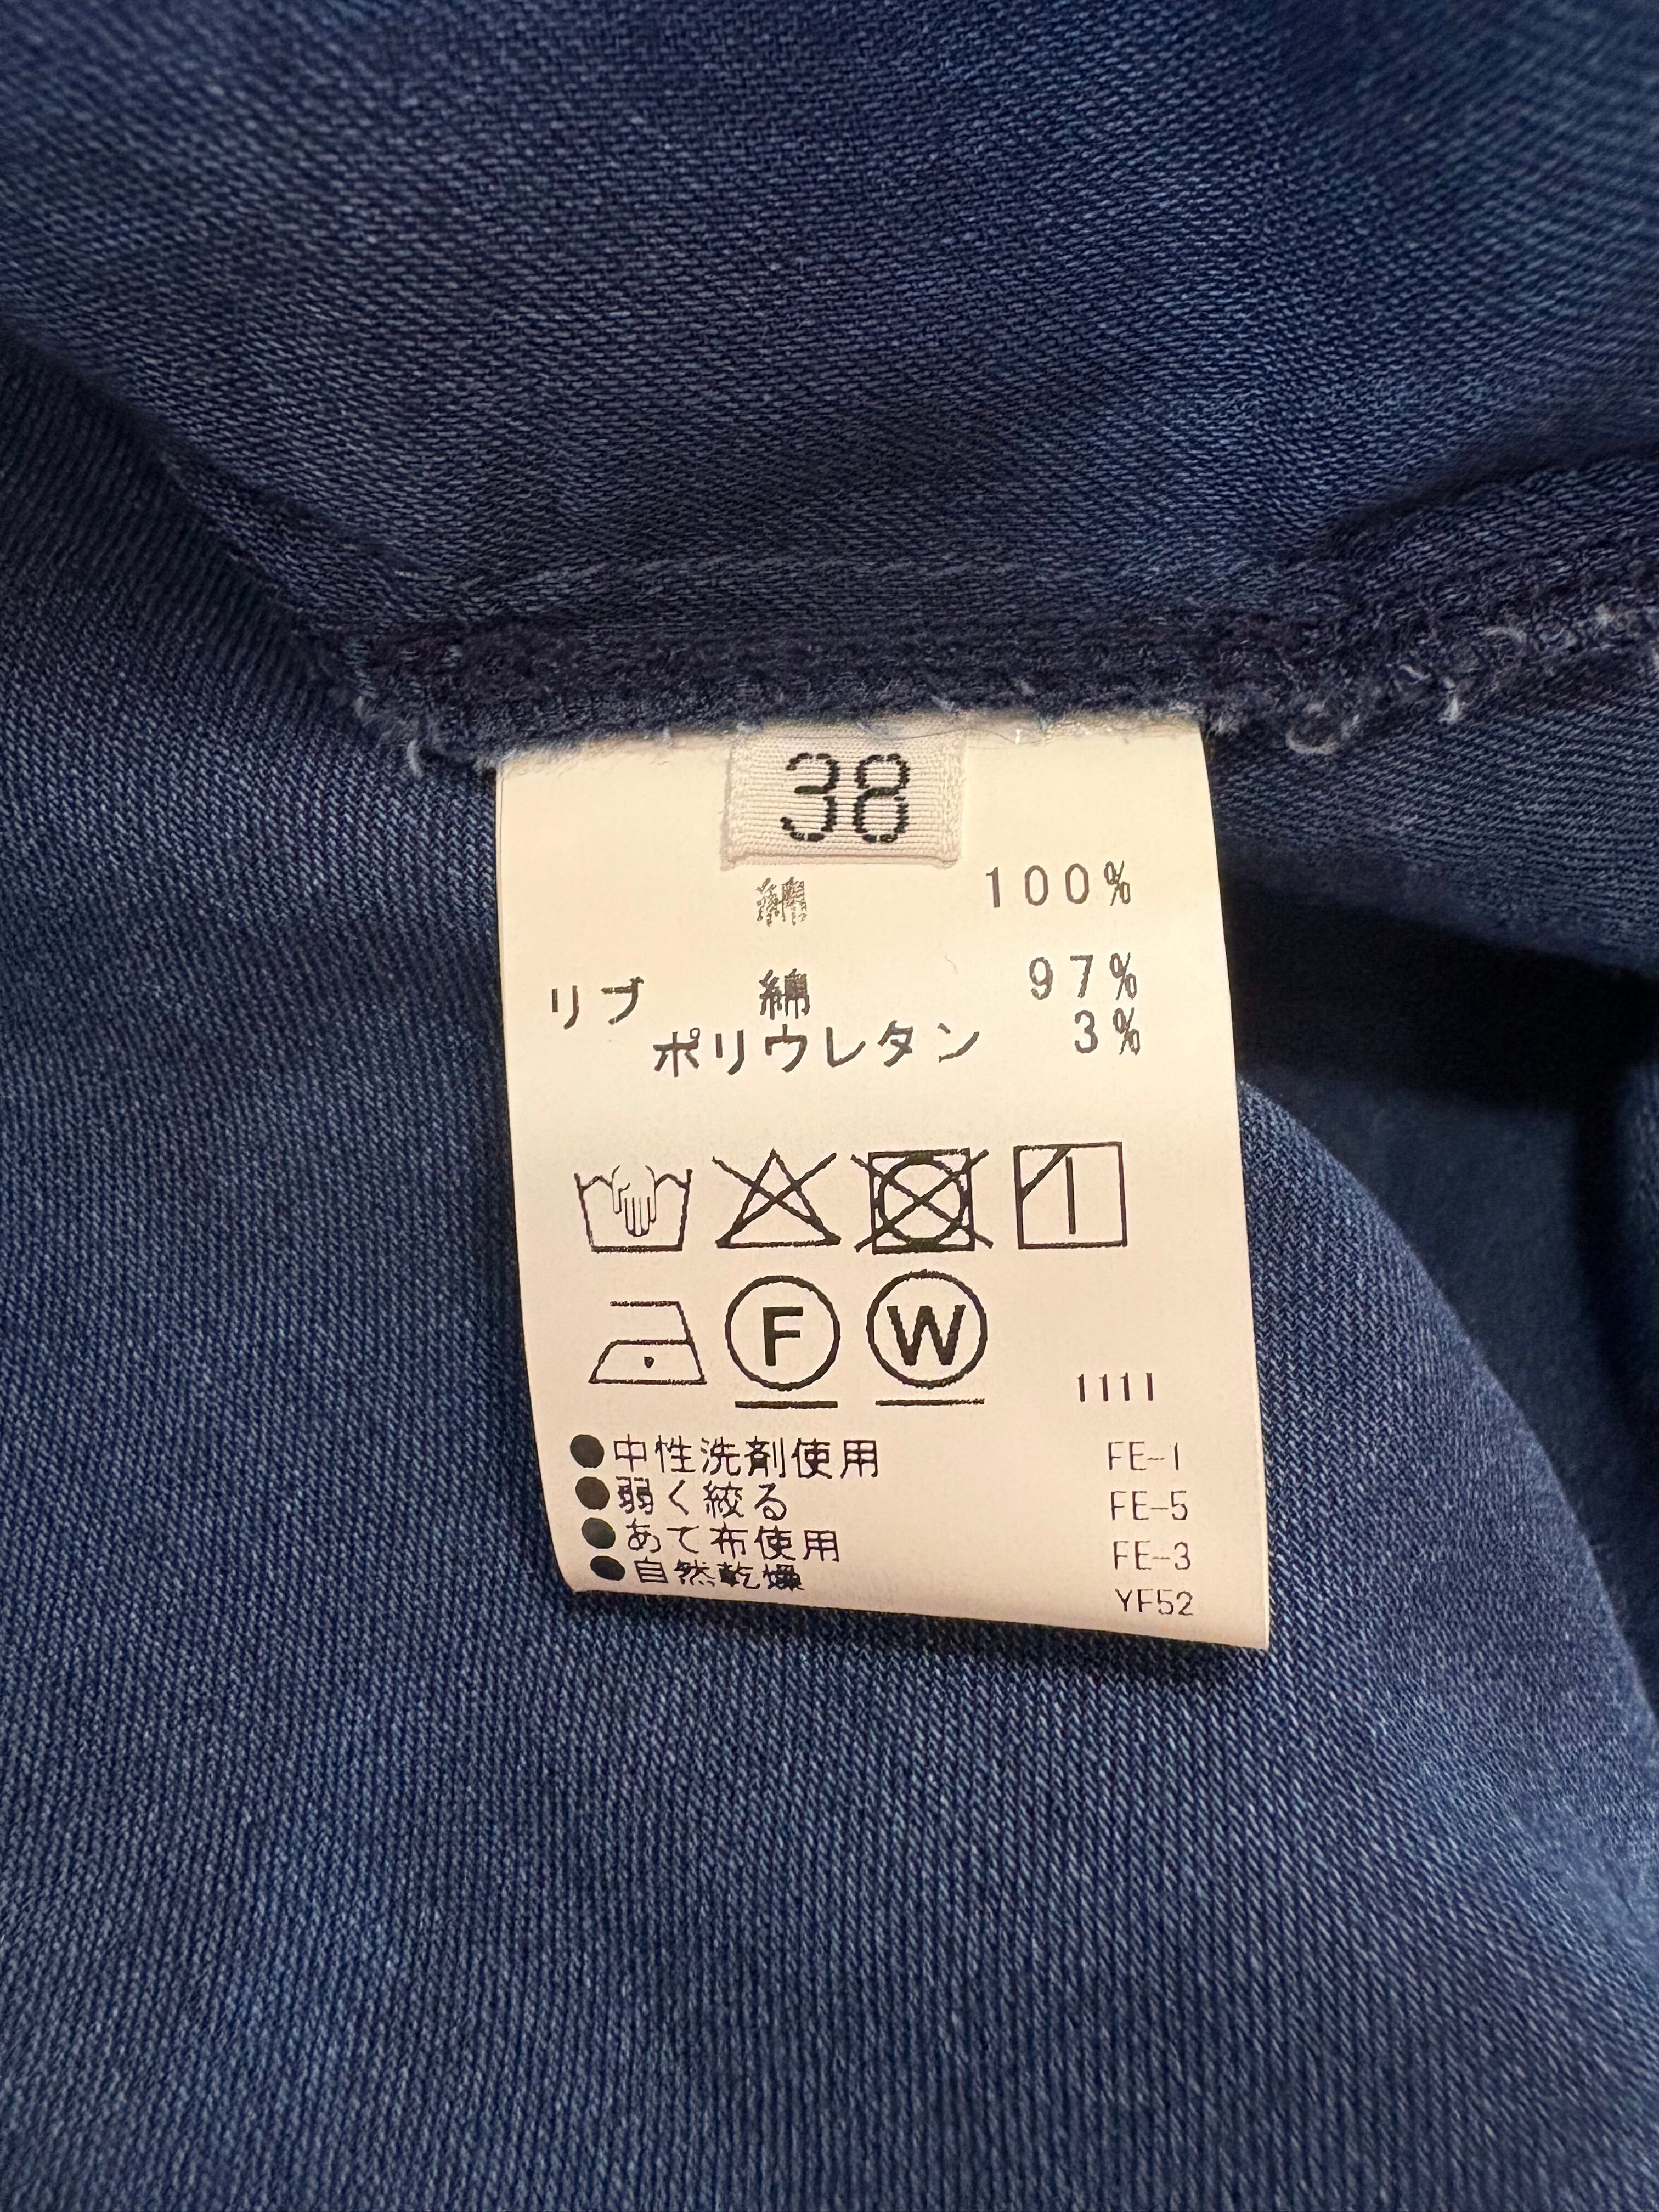 38
綿 100%
リブ 綿 97%
ポリウレタン 3%
F W
1111
●中性洗剤使用 FE-1
●弱く絞る FE-5
●あて布使用 FE-3
●自然乾燥 YF52